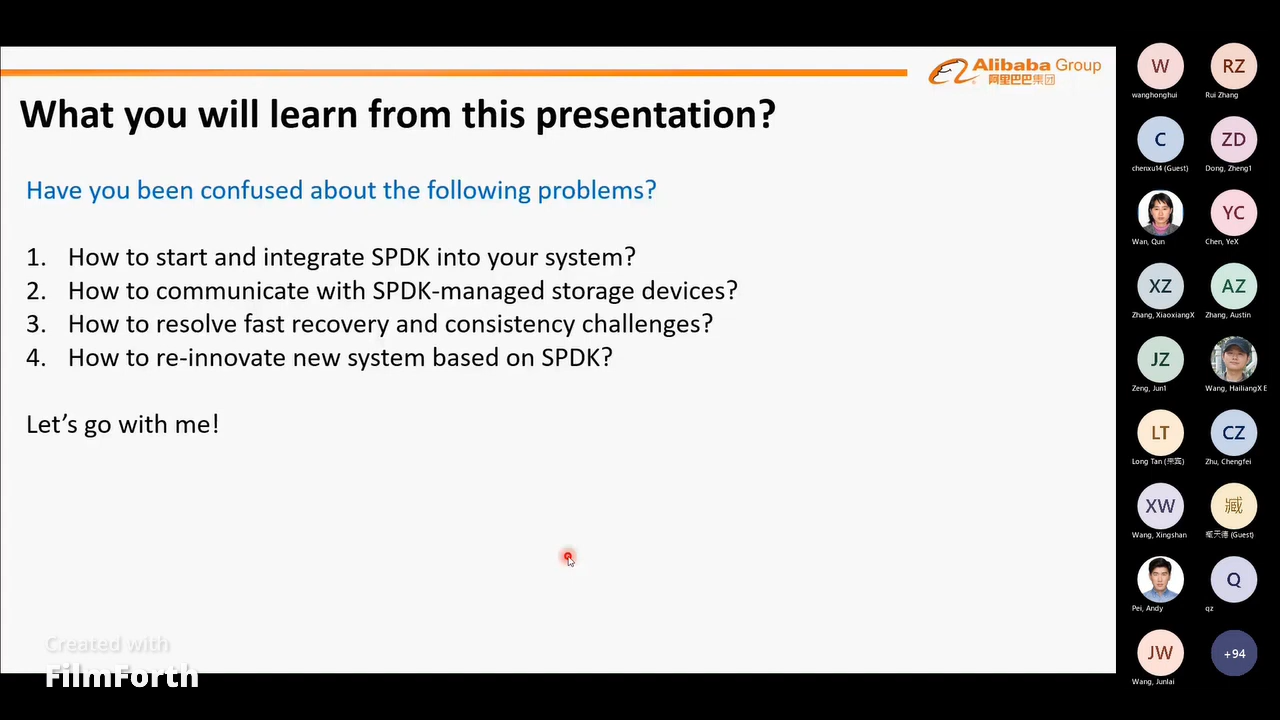 Alibaba Group
阿里巴巴集团
What you will learn from this presentation?
Have you been confused about the following problems?
1. How to start and integrate SPDK into your system?
2. How to communicate with SPDK-managed storage devices?
3. How to resolve fast recovery and consistency challenges?
4. How to re-innovate new system based on SPDK?
Let's go with me!
Created with
FilmForth
W
wanghonghui
RZ
Rui Zhang
C
chenxu14 (Guest)
ZD
Dong, Zheng1
Wan, Qun
YC
Chen, YeX
XZ
Zhang, XiaoxiangX
AZ
Zhang, Austin
JZ
Zeng, Jun1
Wang, HailiangX E
LT
Long Tan
CZ
Zhu, Chengfei
XW
Wang, Xingshan
臧
臧天德 (Guest)
Pei, Andy
Q
qz
JW
Wang, Junlai
+94